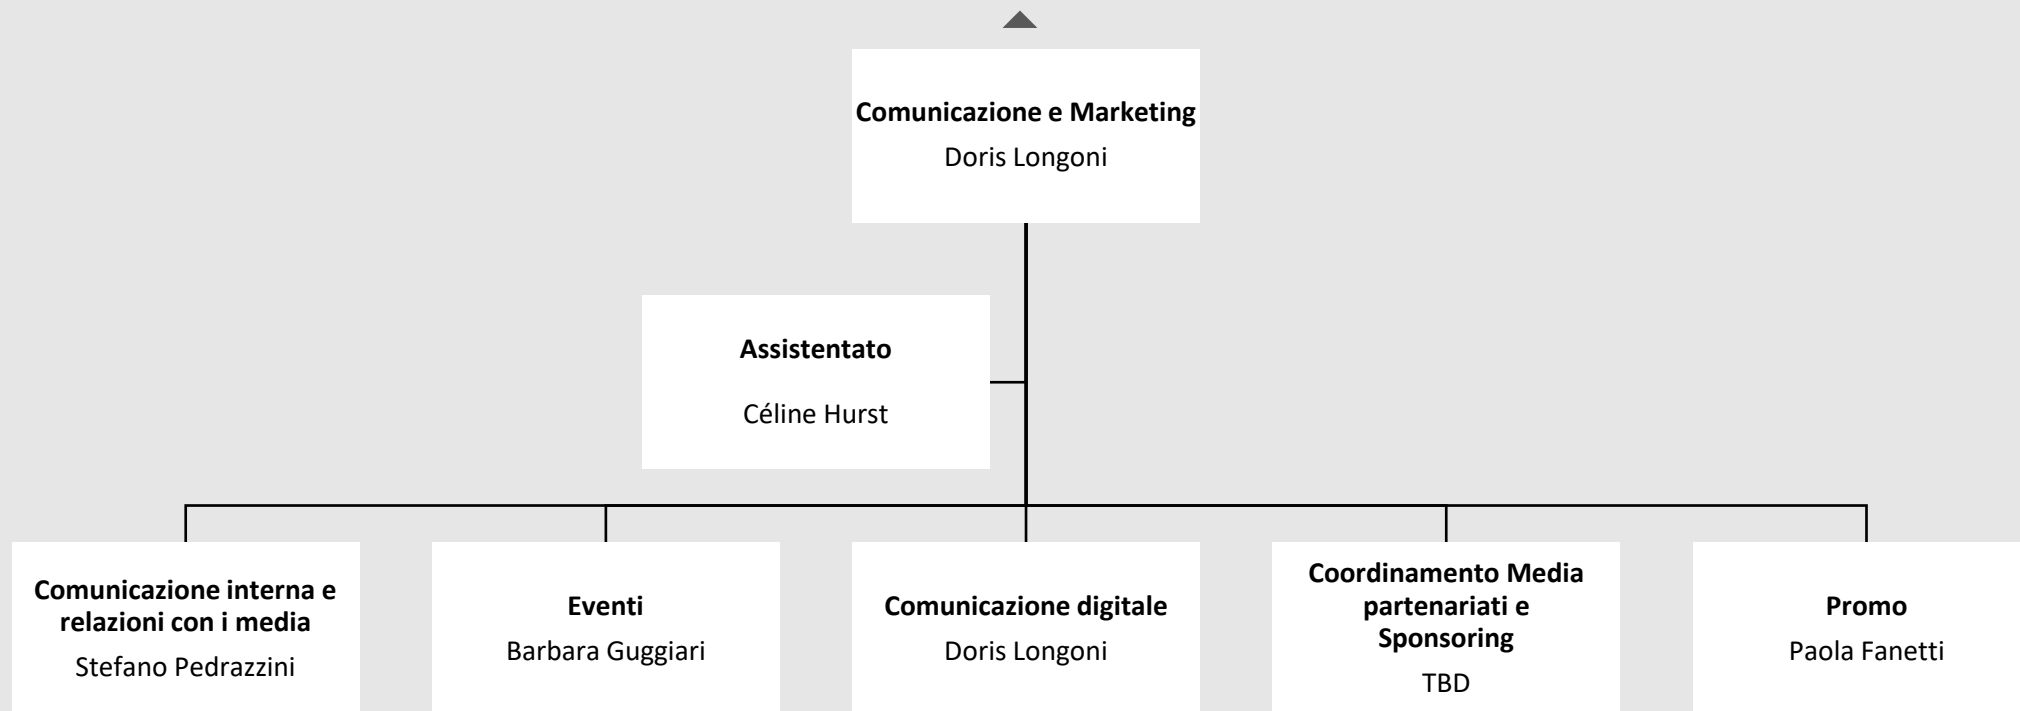 Comunicazione e Marketing
Doris Longoni
Assistentato
Céline Hurst
Comunicazione interna e
relazioni con i media
Stefano Pedrazzini
Eventi
Barbara Guggiari
Comunicazione digitale
Doris Longoni
Coordinamento Media
partenariati e
Sponsoring
TBD
Promo
Paola Fanetti